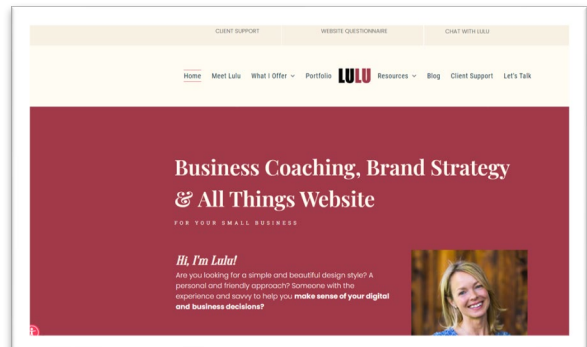 CLIENT SUPPORT WEBSITE QUESTIONNAIRE CHAT WITH LULU
Home Meet Lulu What I Offer Portfolio LULU Resources Blog Client Support Let's Talk
Business Coaching, Brand Strategy
& All Things Website
FOR YOUR SMALL BUSINESS
Hi, I'm Lulu!
Are you looking for a simple and beautiful design style? A
personal and friendly approach? Someone with the
experience and savvy to help you make sense of your digital
and business decisions?